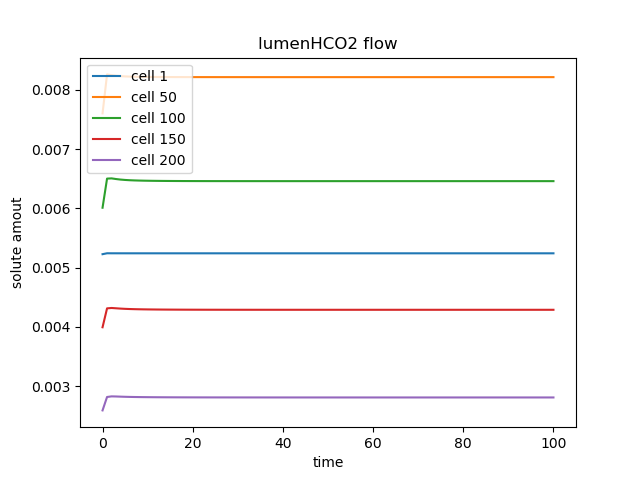 lumenHCO2 flow
cell 1
cell 50
cell 100
cell 150
cell 200
solute amout
0.008
0.007
0.006
0.005
0.004
0.003
0 20 40 60 80 100
time